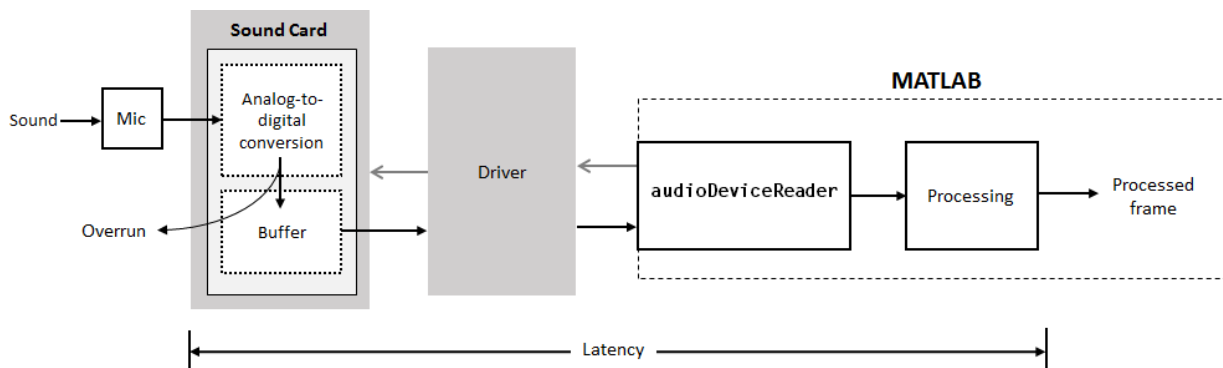 Sound Card
MATLAB
Sound
Mic
Analog-to-
digital
conversion
Driver
audioDeviceReader
Processing
Processed
frame
Overrun
Buffer
Latency